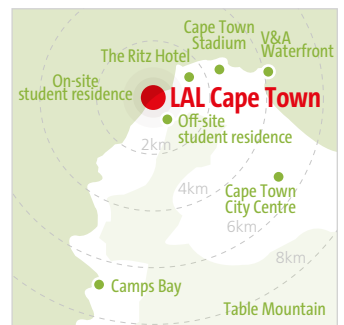 Cape Town
Stadium
V&A
Waterfront
The Ritz Hotel
On-site
student residence
LAL Cape Town
Off-site
student residence
2km
4km
Cape Town
City Centre
6km
8km
Camps Bay
Table Mountain